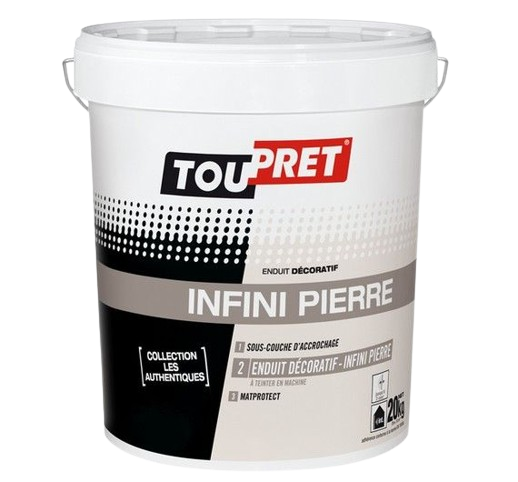 TOUPRET®
ENDUIT DÉCORATIF
INFINI PIERRE
1 SOUS-COUCHE D'ACCROCHAGE
2 ENDUIT DÉCORATIF - INFINI PIERRE
À TEINTER EN MACHINE
3 MATPROTECT
[COLLECTION
LES
AUTHENTIQUES]
20Kg